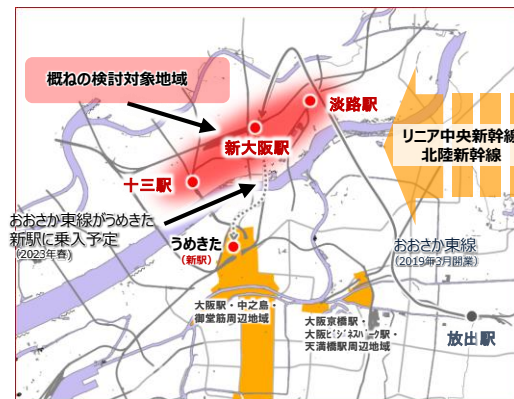 概ねの検討対象地域
淡路駅
新大阪駅
リニア中央新幹線
北陸新幹線
十三駅
おおさか東線がうめきた
新駅に乗入予定
(2023年春)
うめきた
(新駅)
おおさか東線
(2019年3月開業)
大阪駅・中之島・
御堂筋周辺地域
大阪京橋駅・
大阪ビジネスパーク駅・
天満橋駅周辺地域
放出駅